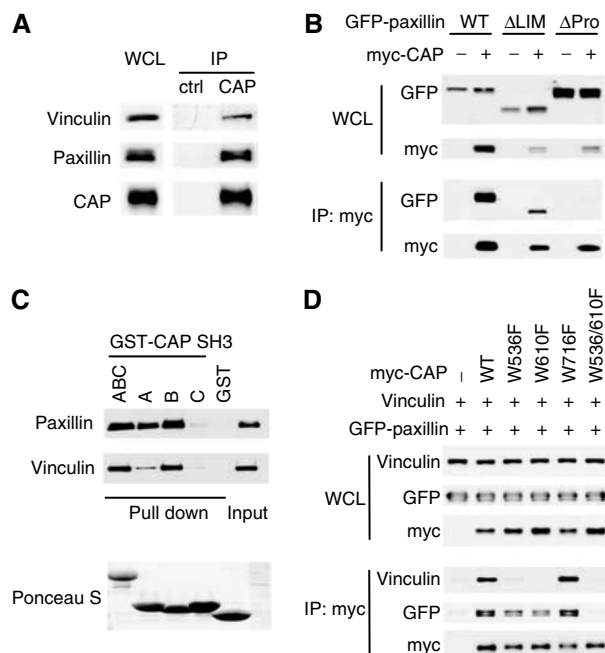 A
WCL IP
ctrl CAP
Vinculin
Paxillin
CAP
B
GFP-paxillin WT ΔLIM ΔPro
myc-CAP – + – + – +
WCL
GFP
myc
IP: myc
GFP
myc
C
GST-CAP SH3
ABC A B C GST
Paxillin
Vinculin
Pull down Input
Ponceau S
D
myc-CAP – WT W536F W610F W716F W536/610F
Vinculin + + + + + +
GFP-paxillin + + + + + +
WCL
Vinculin
GFP
myc
IP: myc
Vinculin
GFP
myc